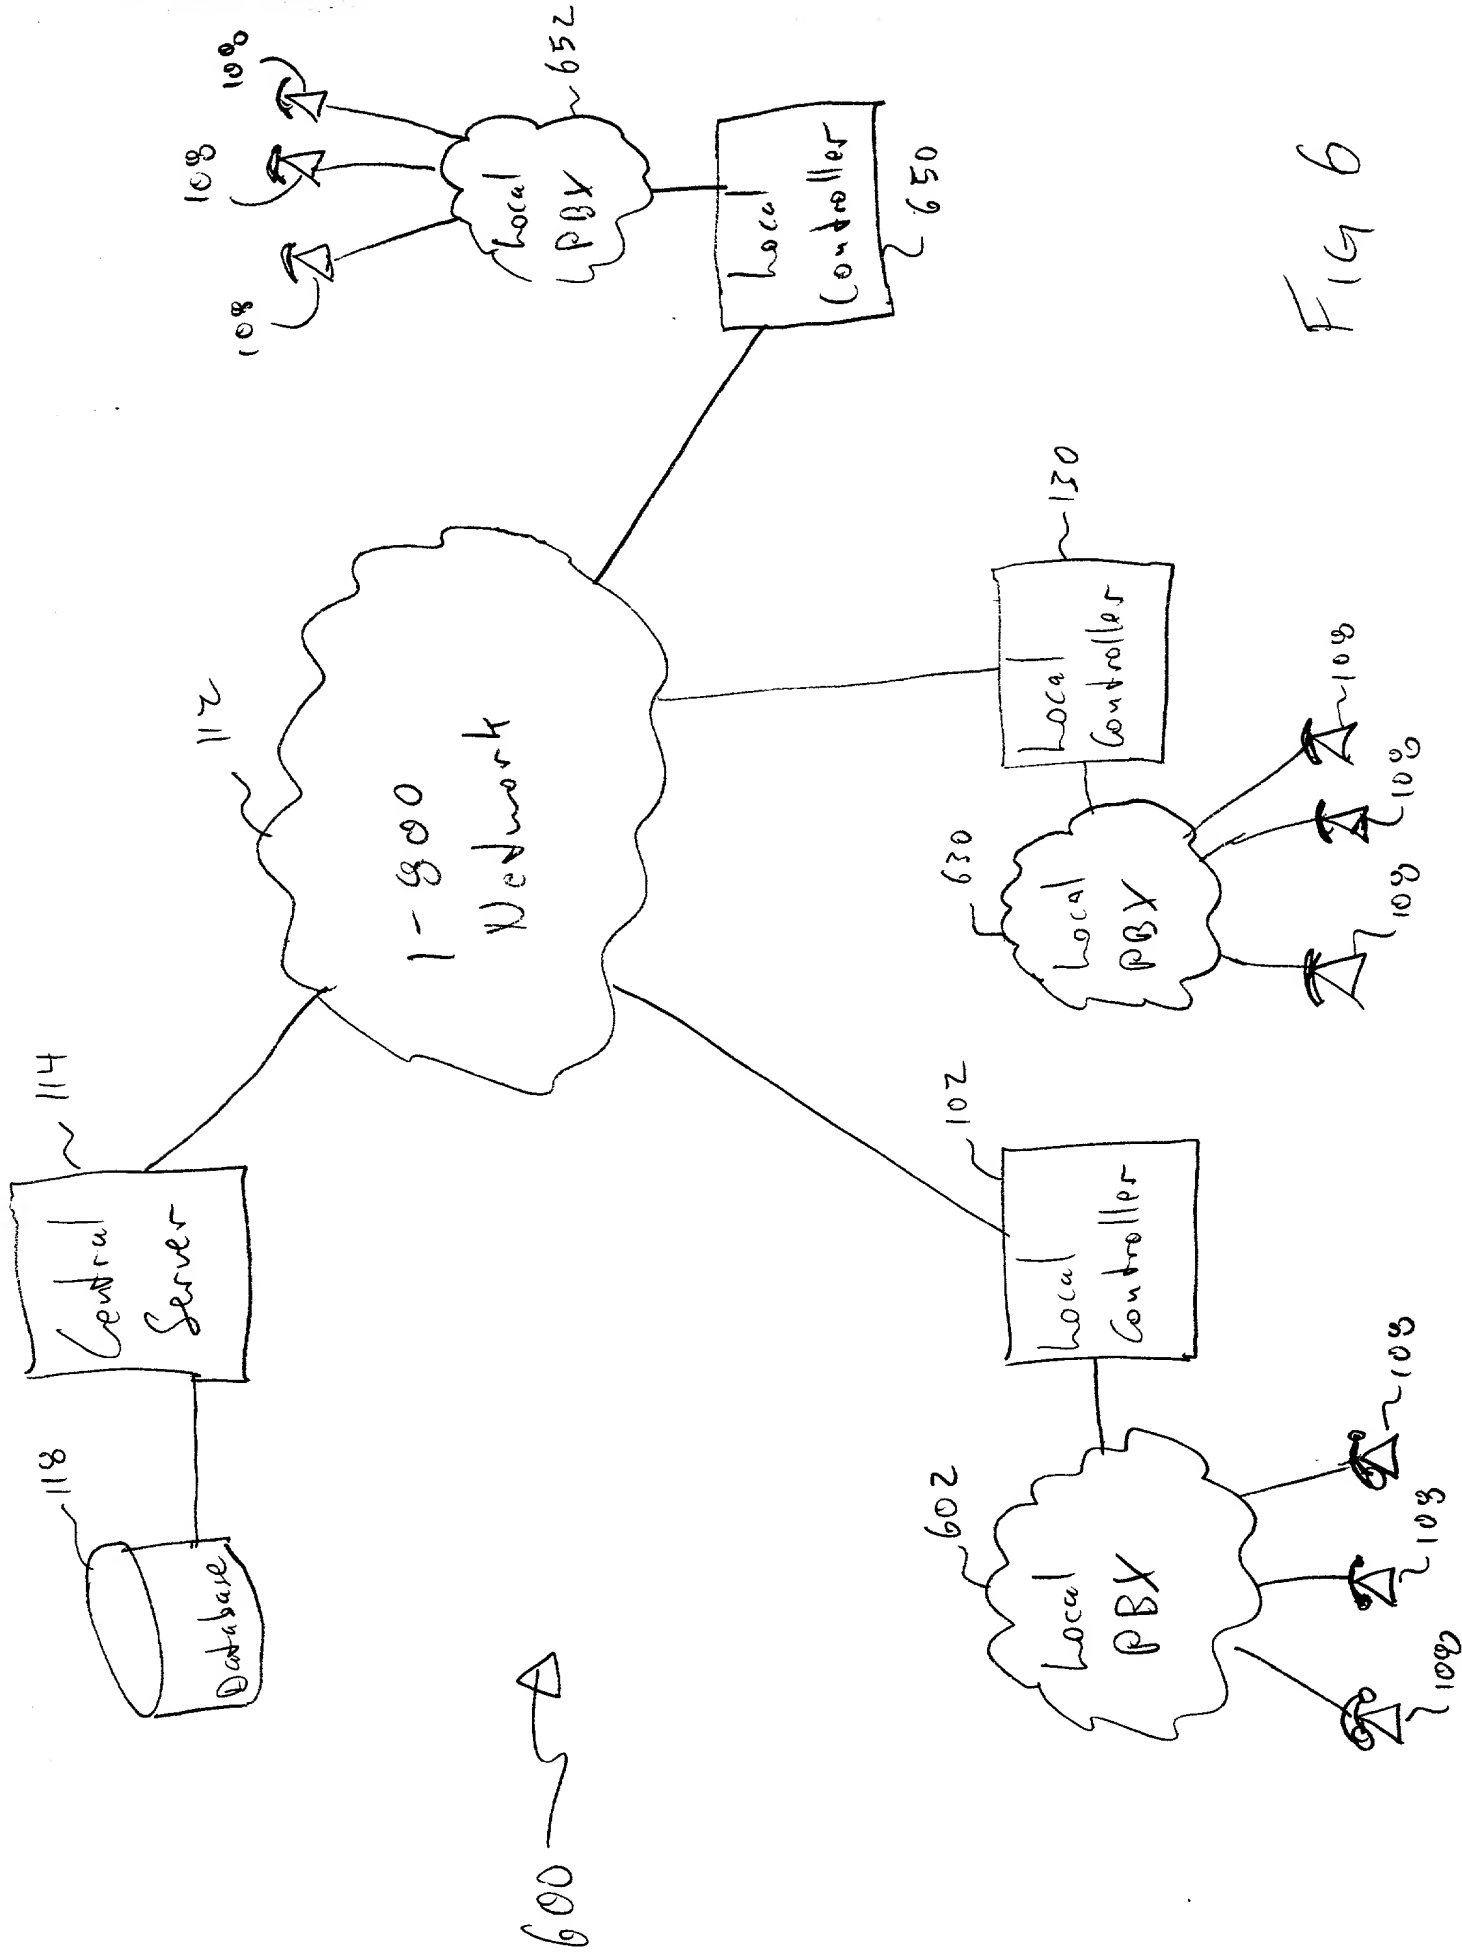 118
Database
114
Central
Server
600
112
1-800
Network
108
108
108
652
Local
PBX
Local
Controller
650
602
Local
PBX
102
Local
Controller
108
108
108
630
Local
PBX
130
Local
Controller
108
108
108
FIG 6